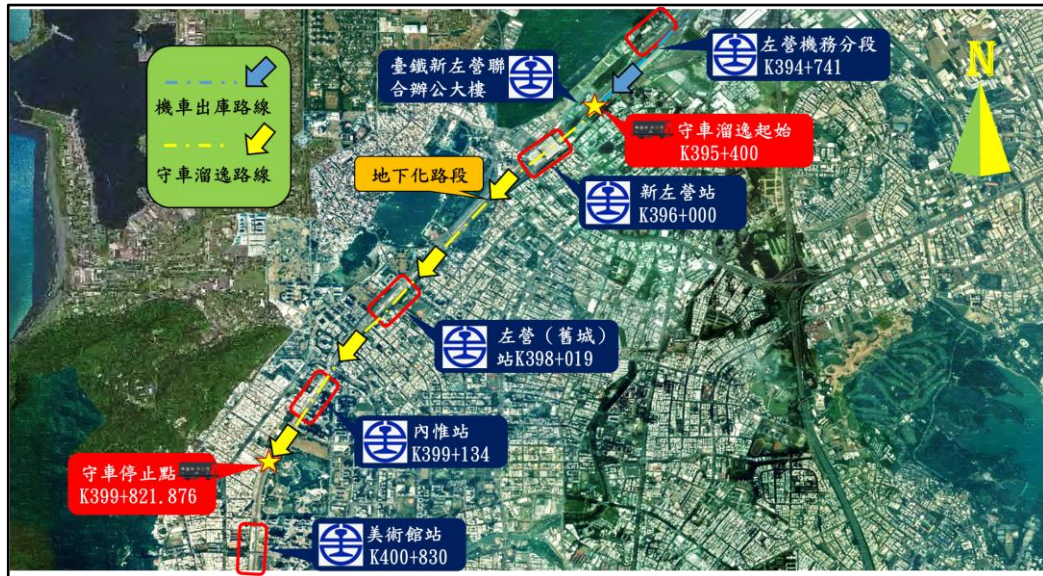 機車出庫路線
守車溜逸路線
臺鐵新左營聯
合辦公大樓
左營機務分段
K394+741
N
守車溜逸起始
K395+400
地下化路段
新左營站
K396+000
左營（舊城）
站K398+019
內惟站
K399+134
守車停止點
K399+821.876
美術館站
K400+830